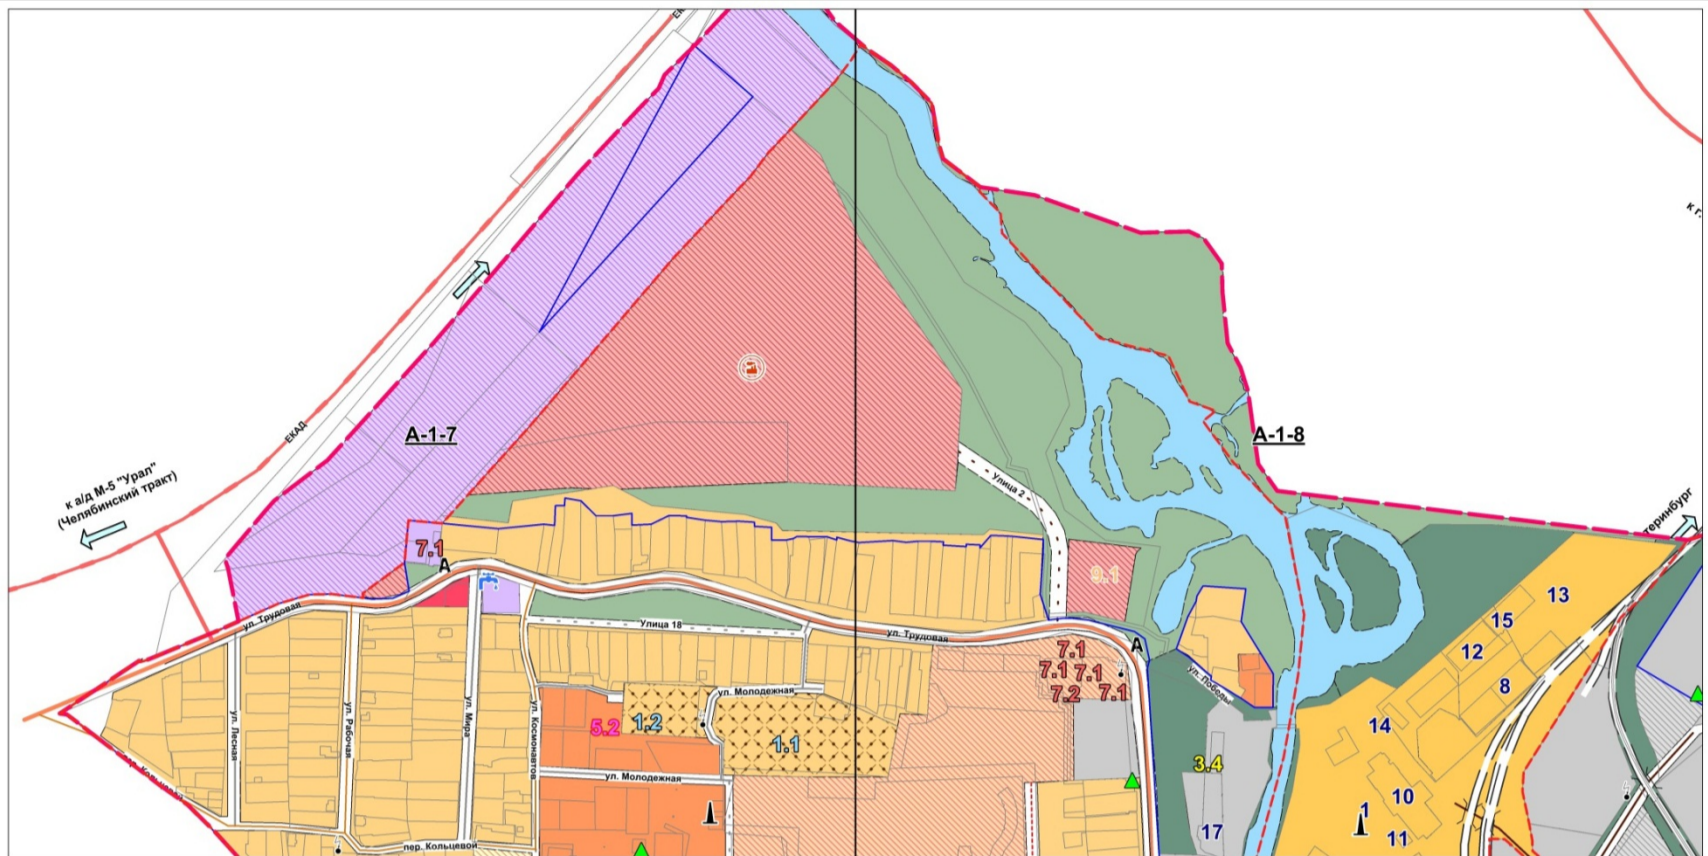 ЕКАД
А-1-7
А-1-8
к а/д М-5 "Урал"
(Челябинский тракт)
Улица 2
7.1
А
9.1
ул. Трудовая
Улица 18
ул. Трудовая
А
13
15
12
8
14
10
1
11
7.1
7.1 7.1
7.2 7.1
ул. Победы
ул. Молодежная
ул. Лесная
ул. Рабочая
ул. Мира
ул. Космонавтов
5.2
1.2
1.1
3.4
17
ул. Молодежная
пер. Кольцевой
пер. Кольцевой